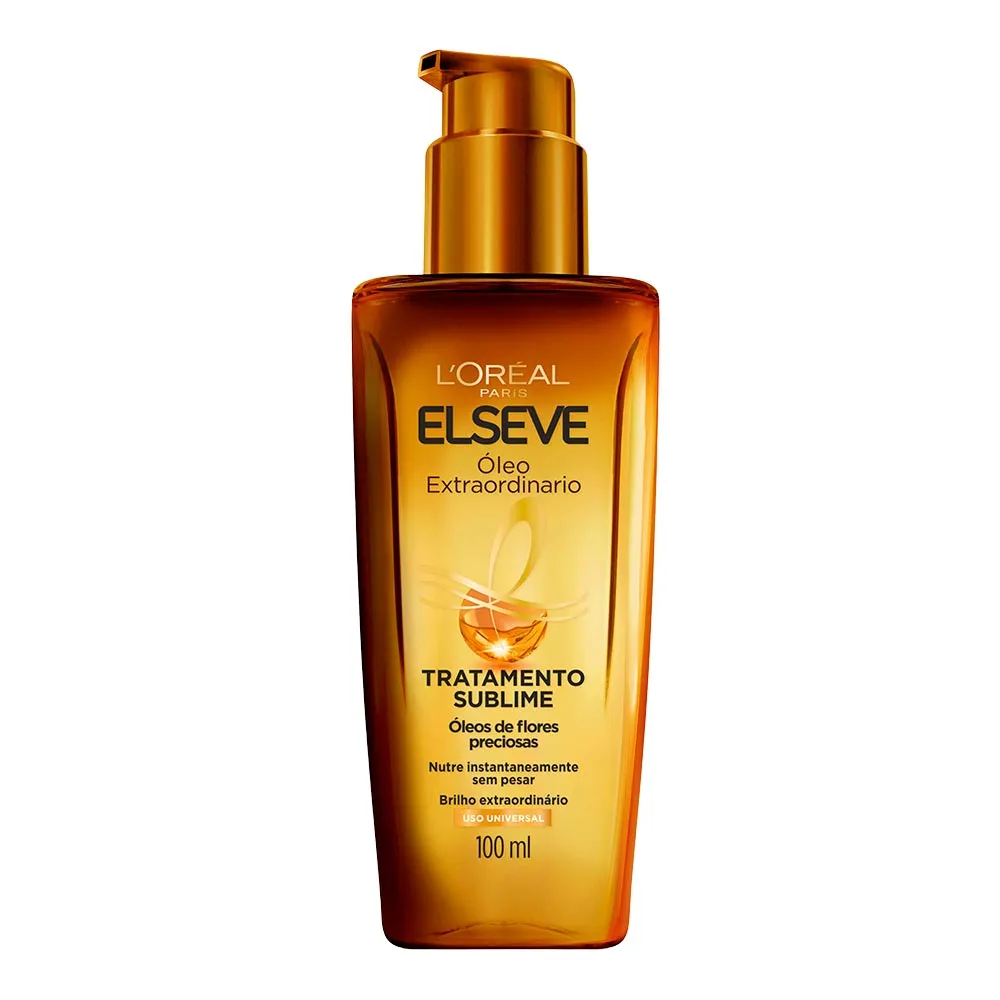 L'ORÉAL
PARIS
ELSEVE
Óleo
Extraordinario
TRATAMENTO
SUBLIME
Óleos de flores
preciosas
Nutre instantaneamente
sem pesar
Brilho extraordinário
USO UNIVERSAL
100 ml